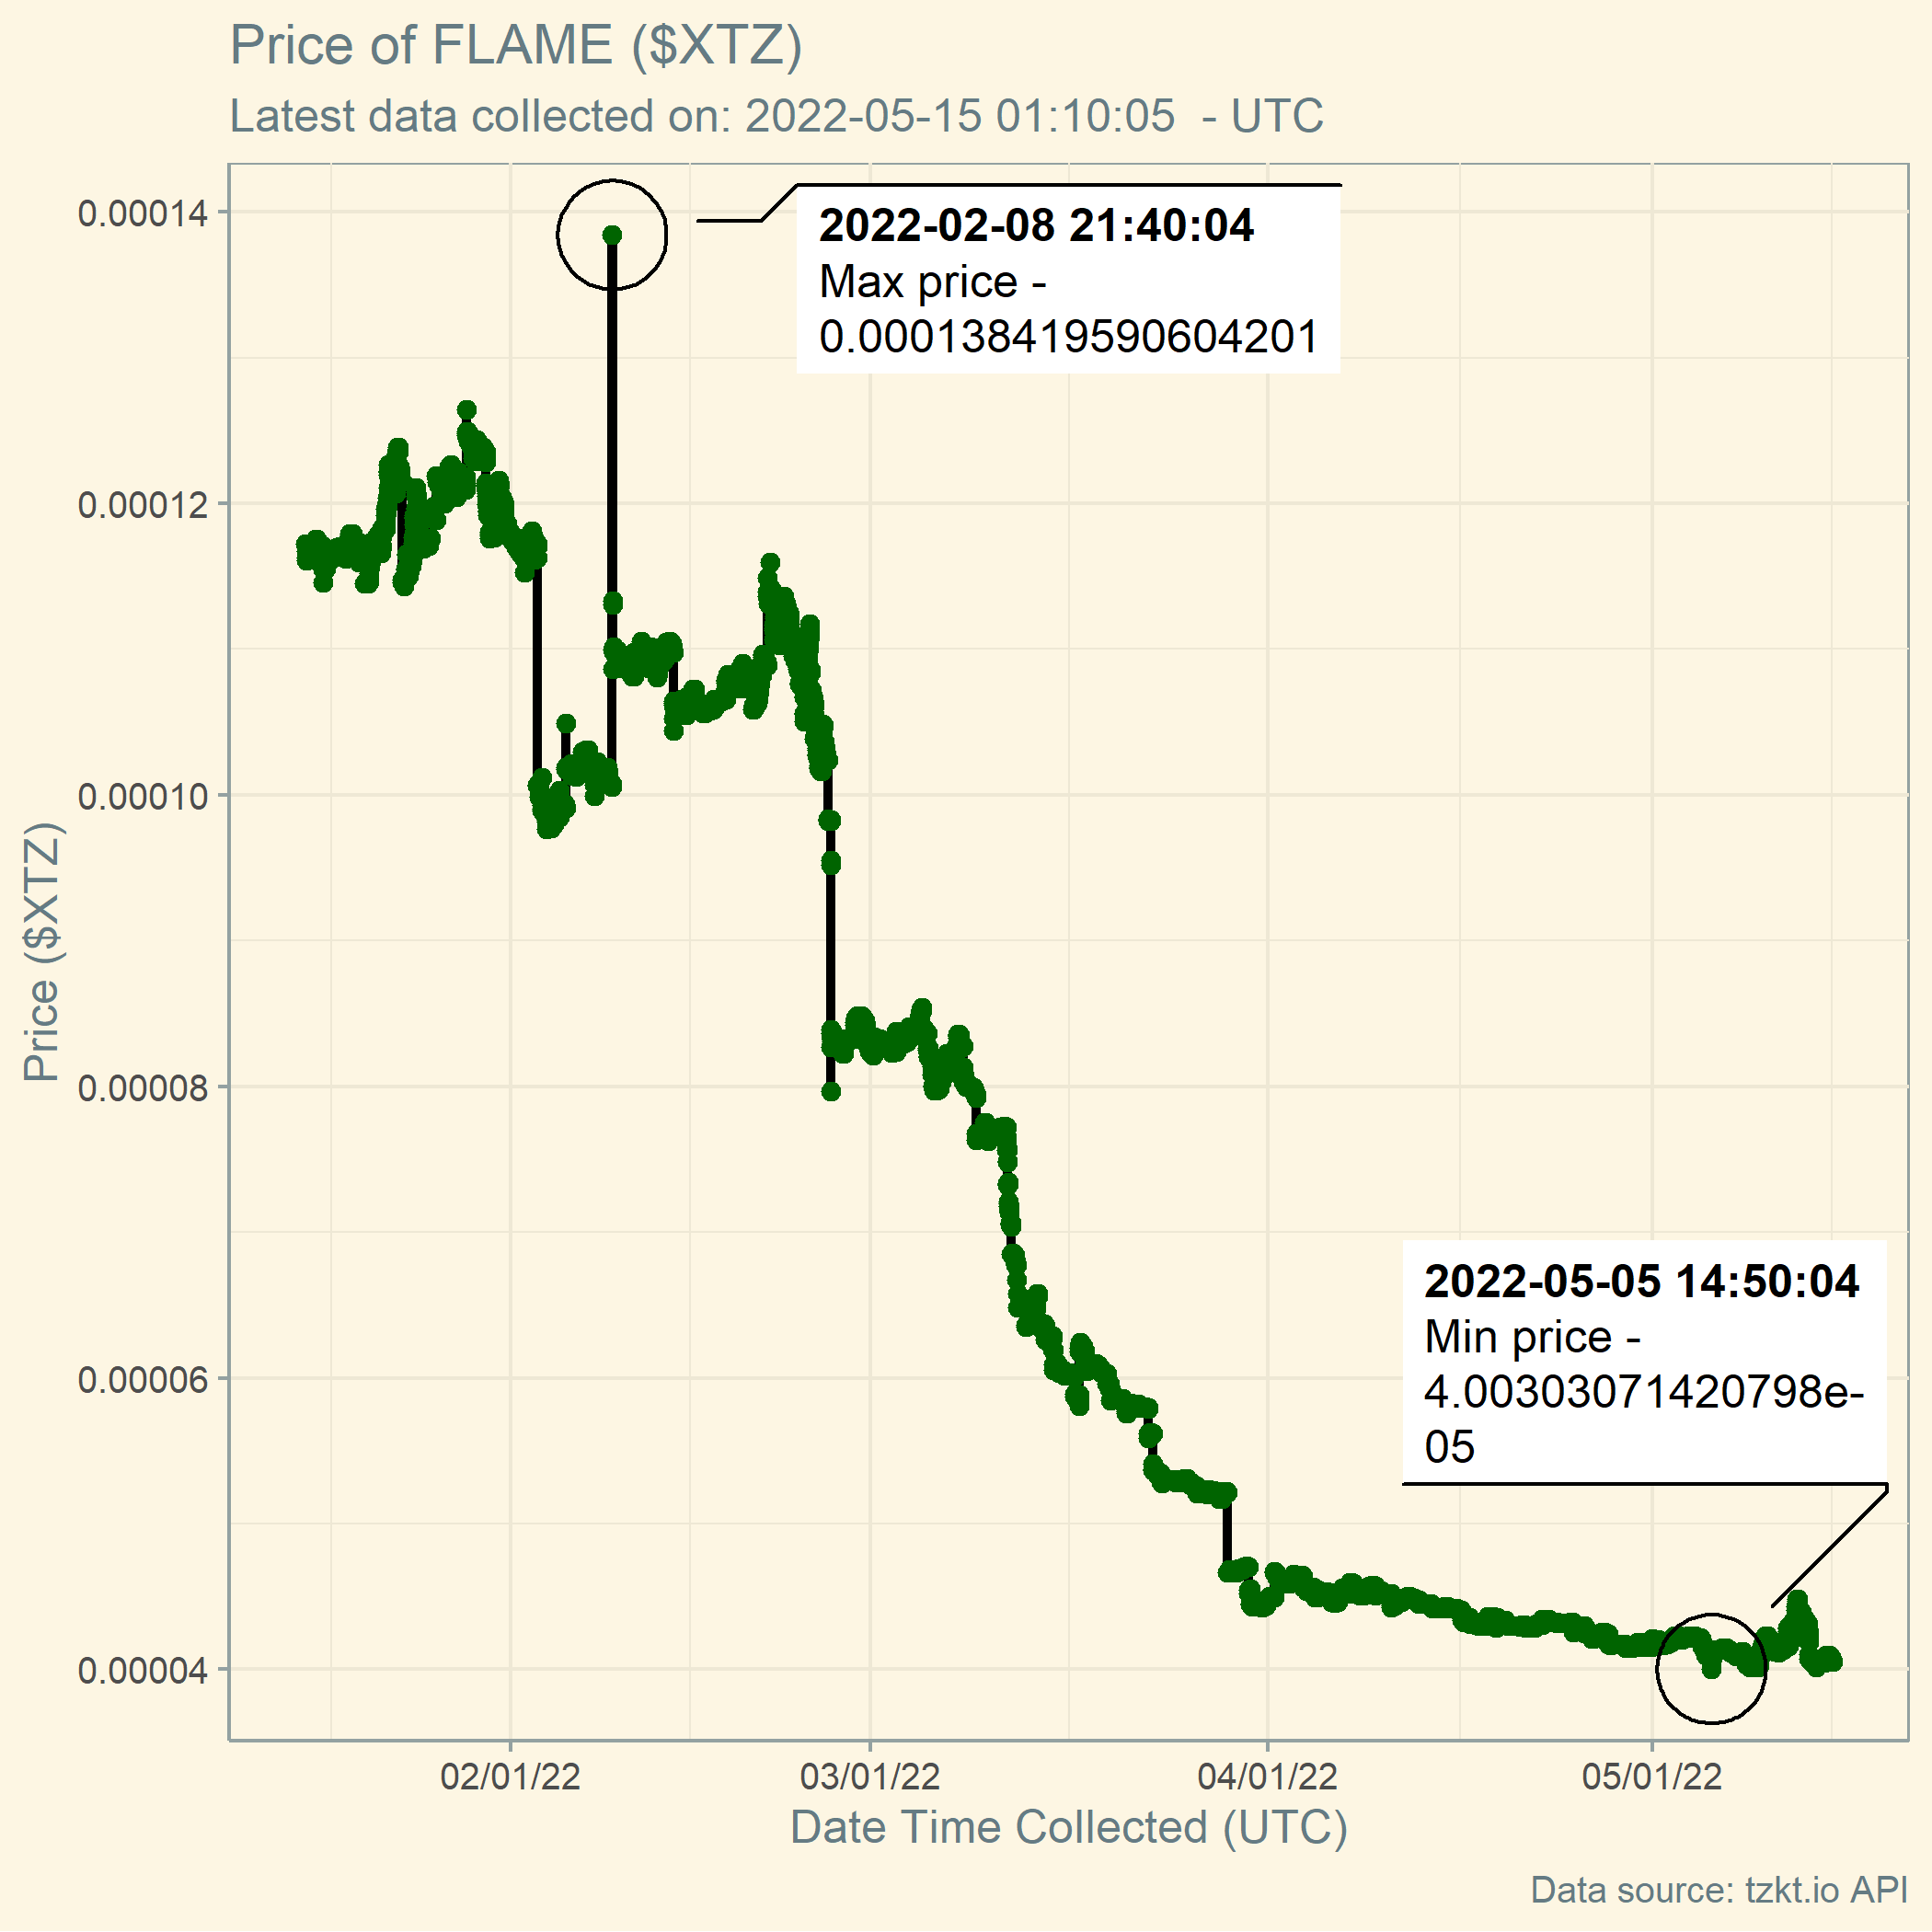 Price of FLAME ($XTZ)
Latest data collected on: 2022-05-15 01:10:05  - UTC
0.00014
0.00012
0.00010
0.00008
0.00006
0.00004
Price ($XTZ)
2022-02-08 21:40:04
Max price -
0.000138419590604201
2022-05-05 14:50:04
Min price -
4.00303071420798e-
05
02/01/22
03/01/22
04/01/22
05/01/22
Date Time Collected (UTC)
Data source: tzkt.io API